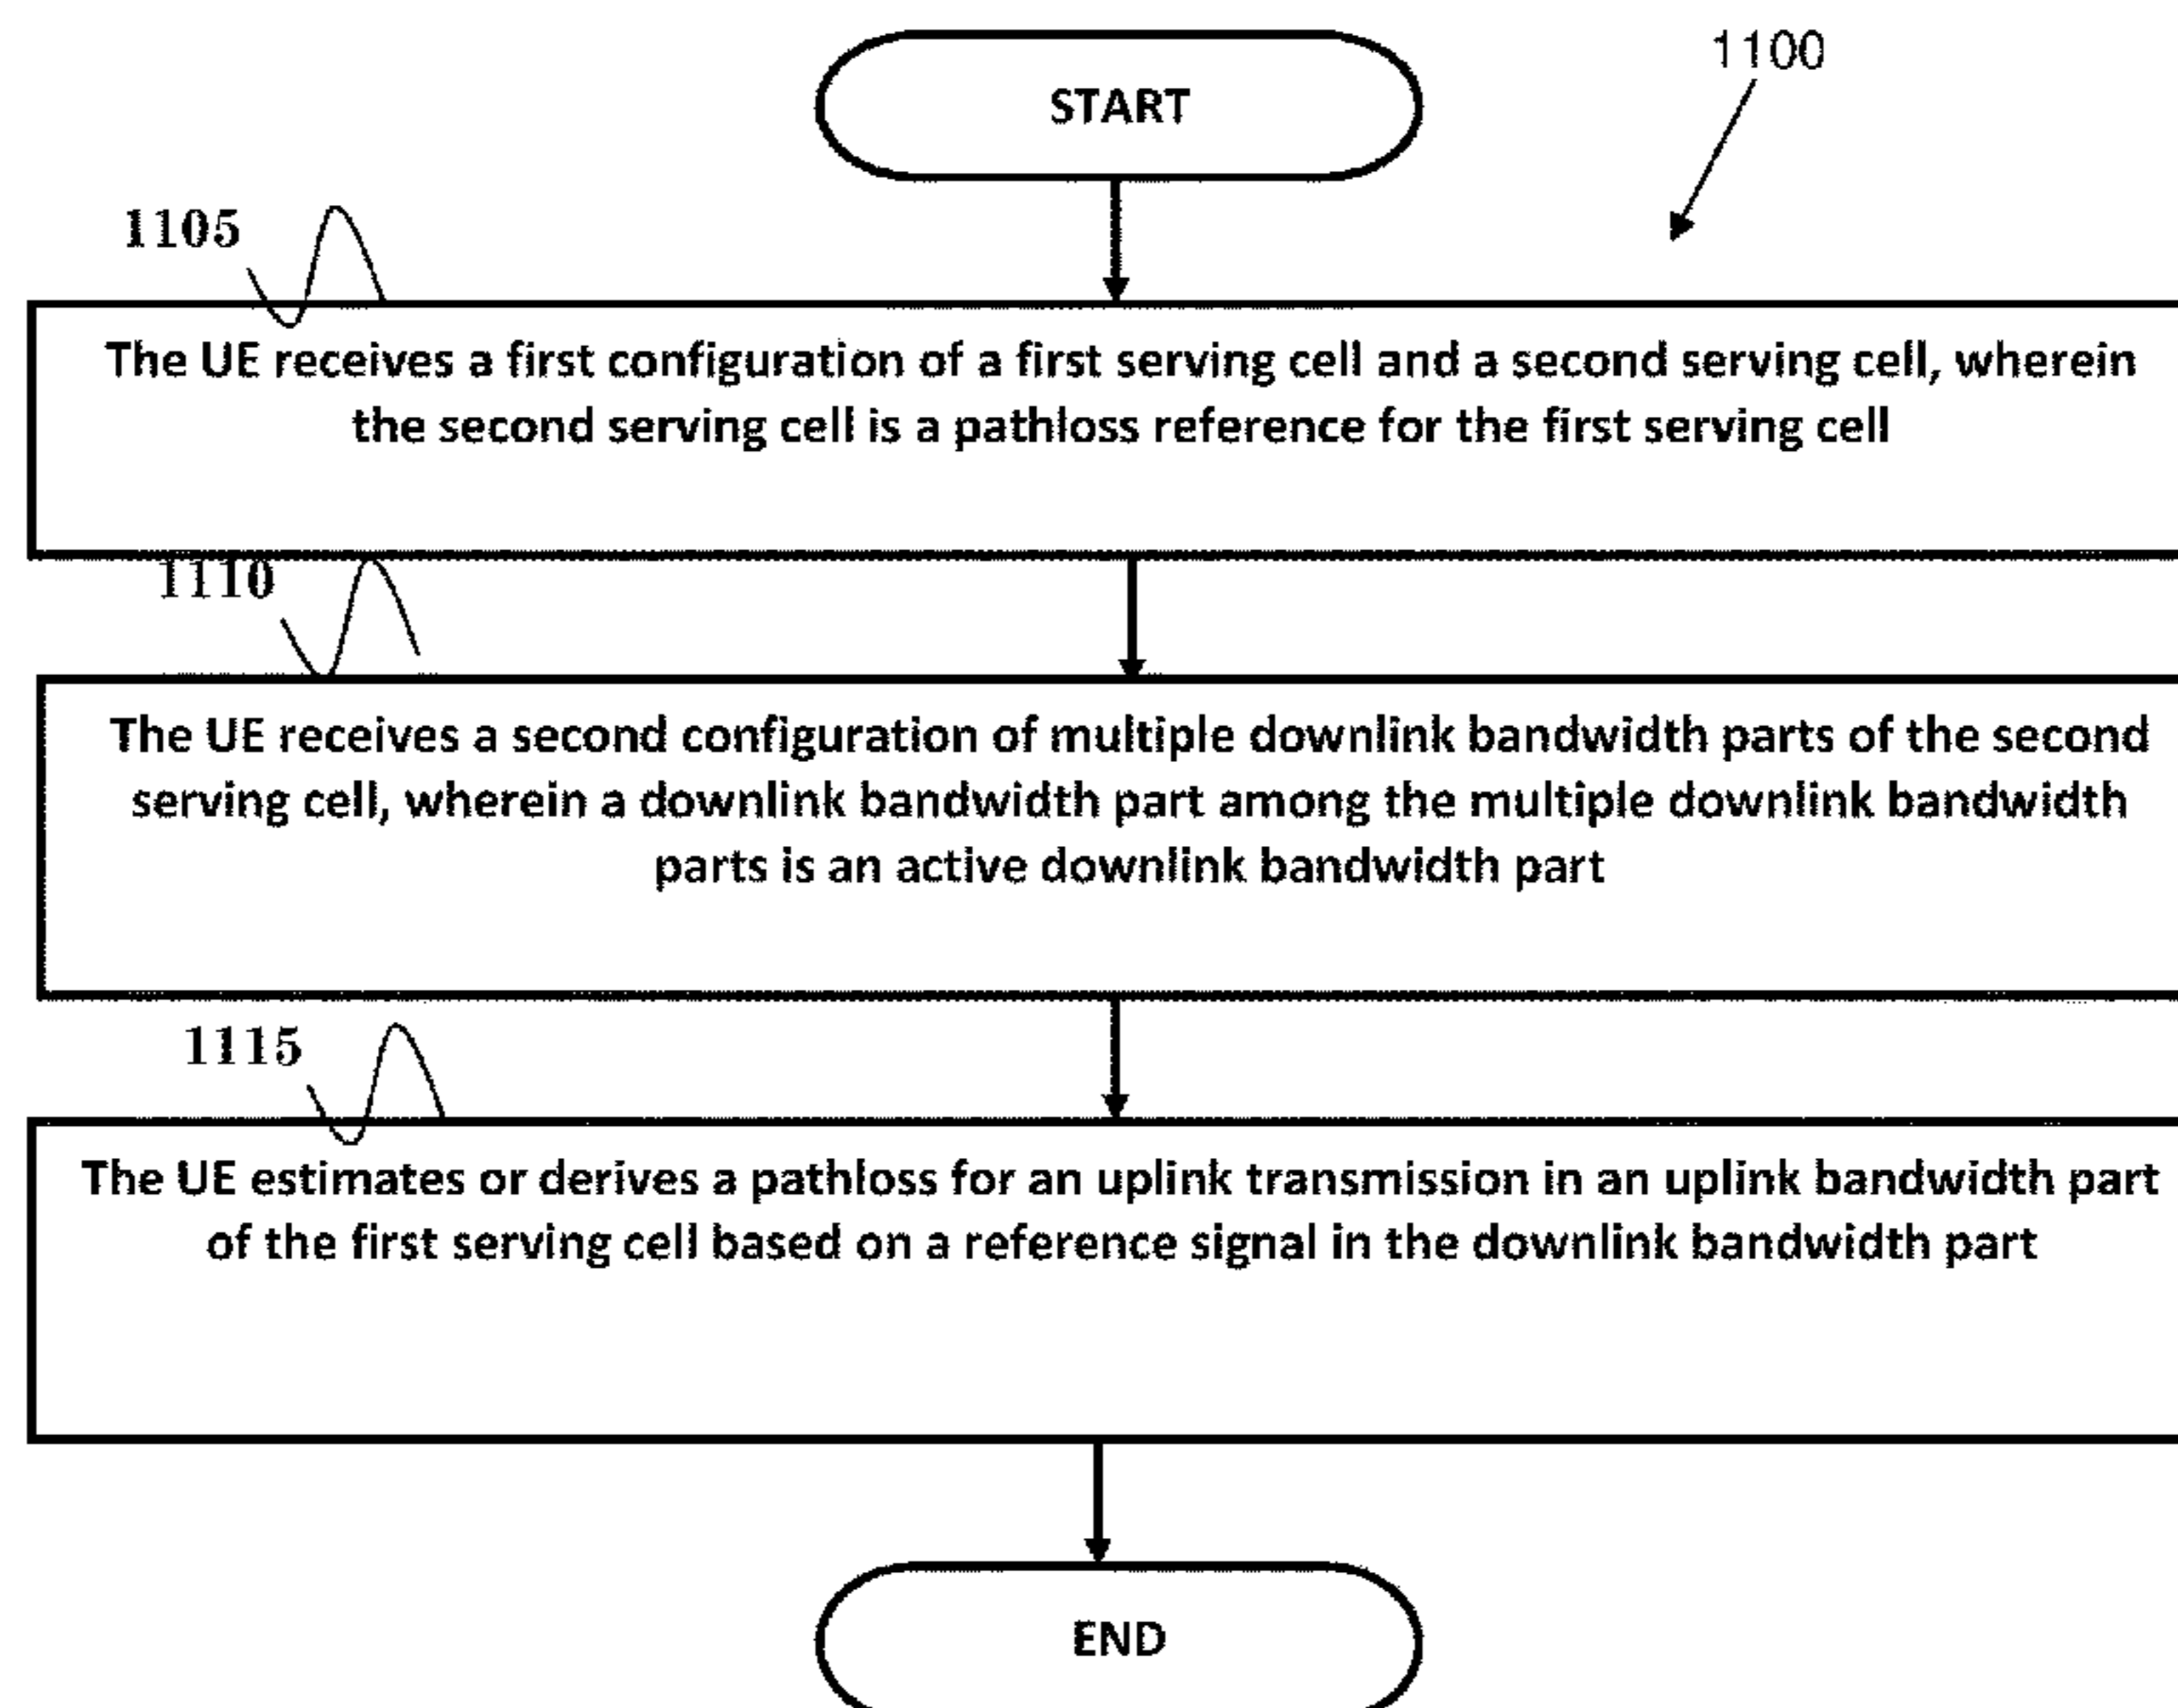 START
1100
1105
The UE receives a first configuration of a first serving cell and a second serving cell, wherein
the second serving cell is a pathloss reference for the first serving cell
1110
The UE receives a second configuration of multiple downlink bandwidth parts of the second
serving cell, wherein a downlink bandwidth part among the multiple downlink bandwidth
parts is an active downlink bandwidth part
1115
The UE estimates or derives a pathloss for an uplink transmission in an uplink bandwidth part
of the first serving cell based on a reference signal in the downlink bandwidth part
END